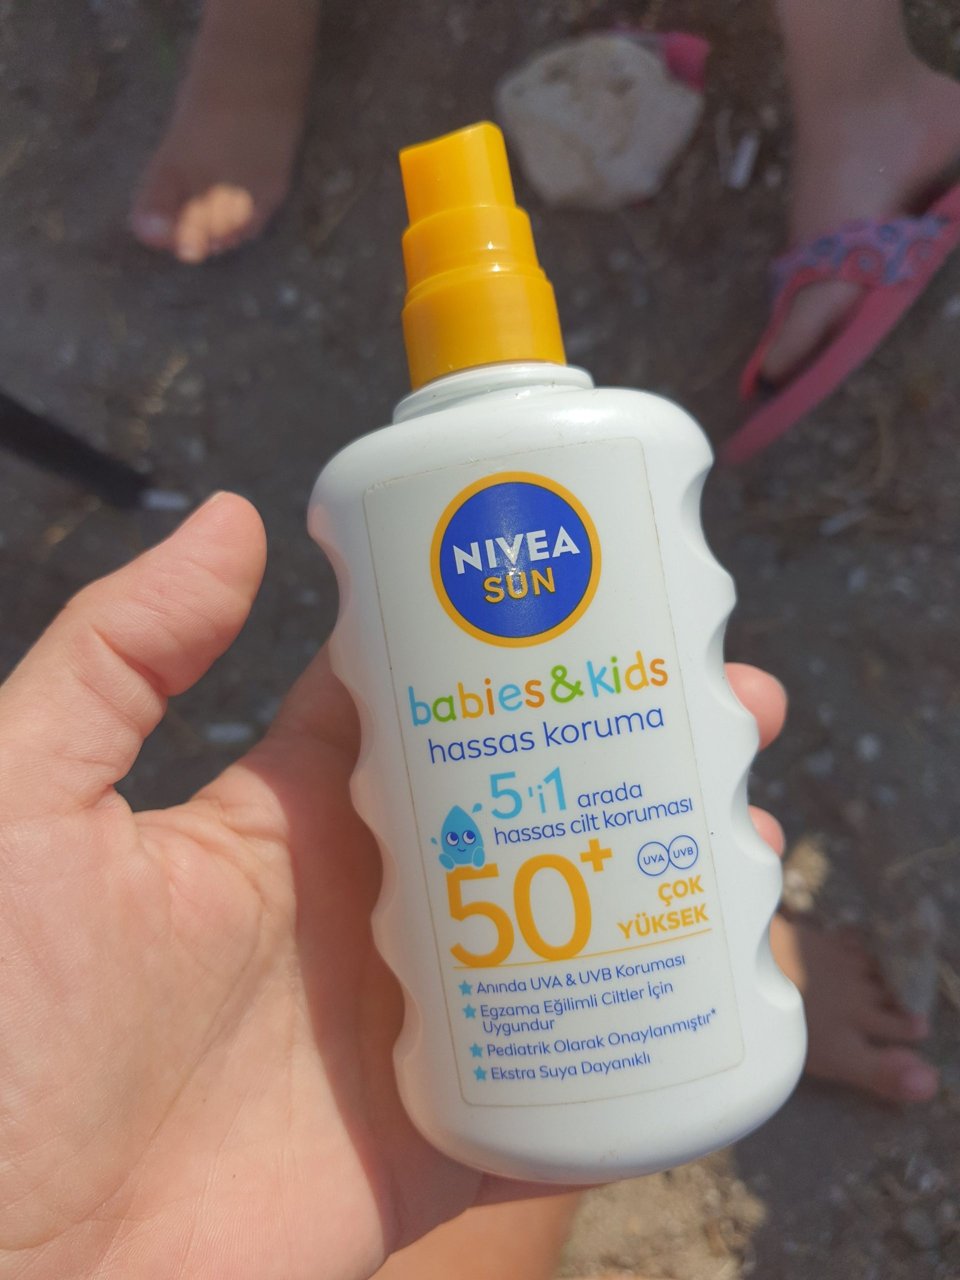 NIVEA
SUN
babies&kids
hassas koruma
5'i1 arada
hassas cilt koruması
50+
UVA UVB
ÇOK
YÜKSEK
Anında UVA & UVB Koruması
Egzama Eğilimli Ciltler İçin
Uygundur
Pediatrik Olarak Onaylanmıştır*
Ekstra Suya Dayanıklı